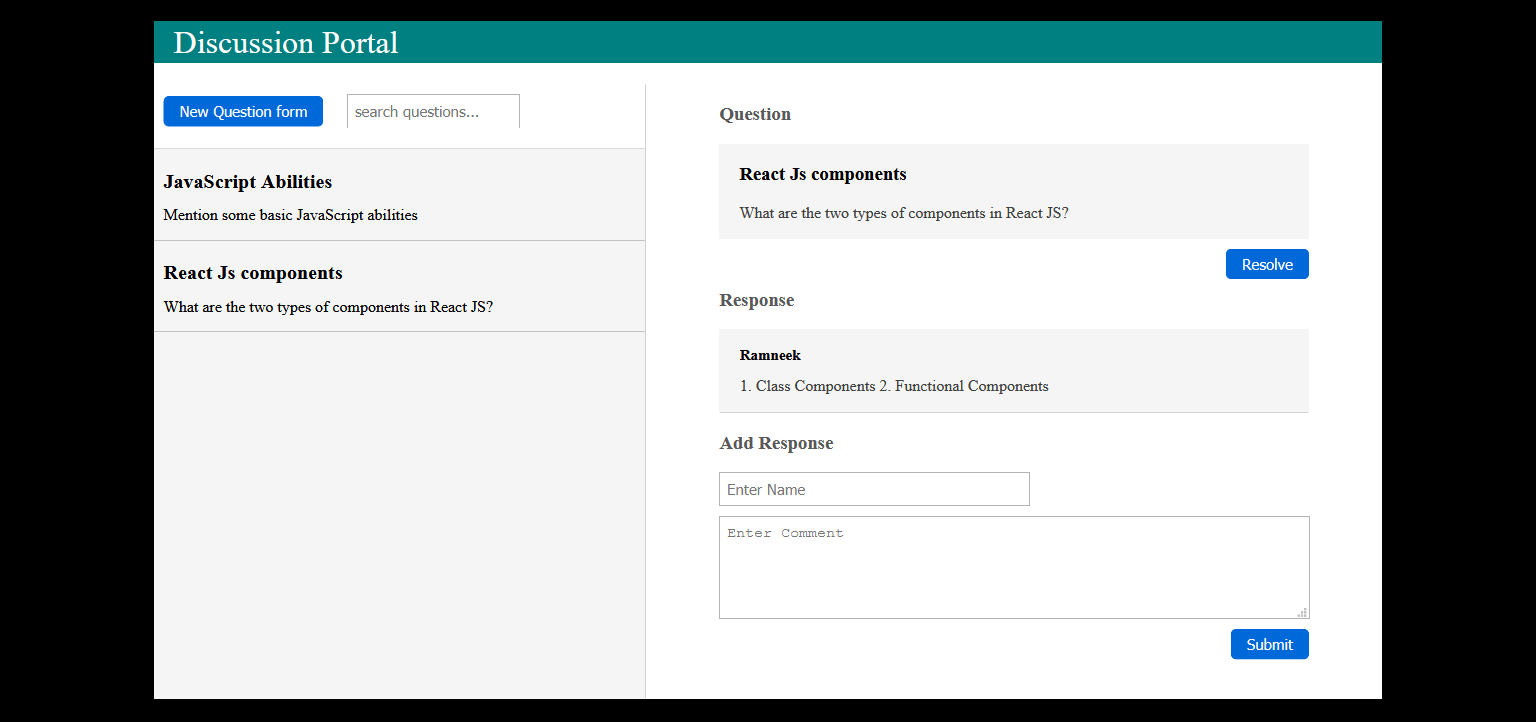 Discussion Portal
New Question form
search questions...
JavaScript Abilities
Mention some basic JavaScript abilities
React Js components
What are the two types of components in React JS?
Question
React Js components
What are the two types of components in React JS?
Resolve
Response
Ramneek
1. Class Components 2. Functional Components
Add Response
Enter Name
Enter Comment
Submit